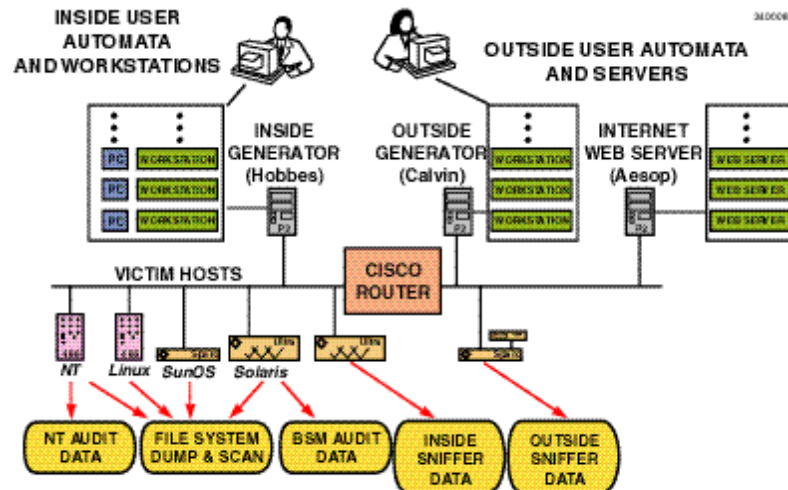 INSIDE USER
AUTOMATA
AND WORKSTATIONS
OUTSIDE USER AUTOMATA
AND SERVERS
INSIDE
GENERATOR
(Hobbes)
OUTSIDE
GENERATOR
(Calvin)
INTERNET
WEB SERVER
(Aesop)
PC WORKSTATION
PC WORKSTATION
PC WORKSTATION
WORKSTATION
WORKSTATION
WORKSTATION
WEB SERVER
WEB SERVER
WEB SERVER
P2
P2
P2
VICTIM HOSTS
CISCO
ROUTER
NT
Linux
SunOS
Solaris
NT AUDIT
DATA
FILE SYSTEM
DUMP & SCAN
BSM AUDIT
DATA
INSIDE
SNIFFER
DATA
OUTSIDE
SNIFFER
DATA